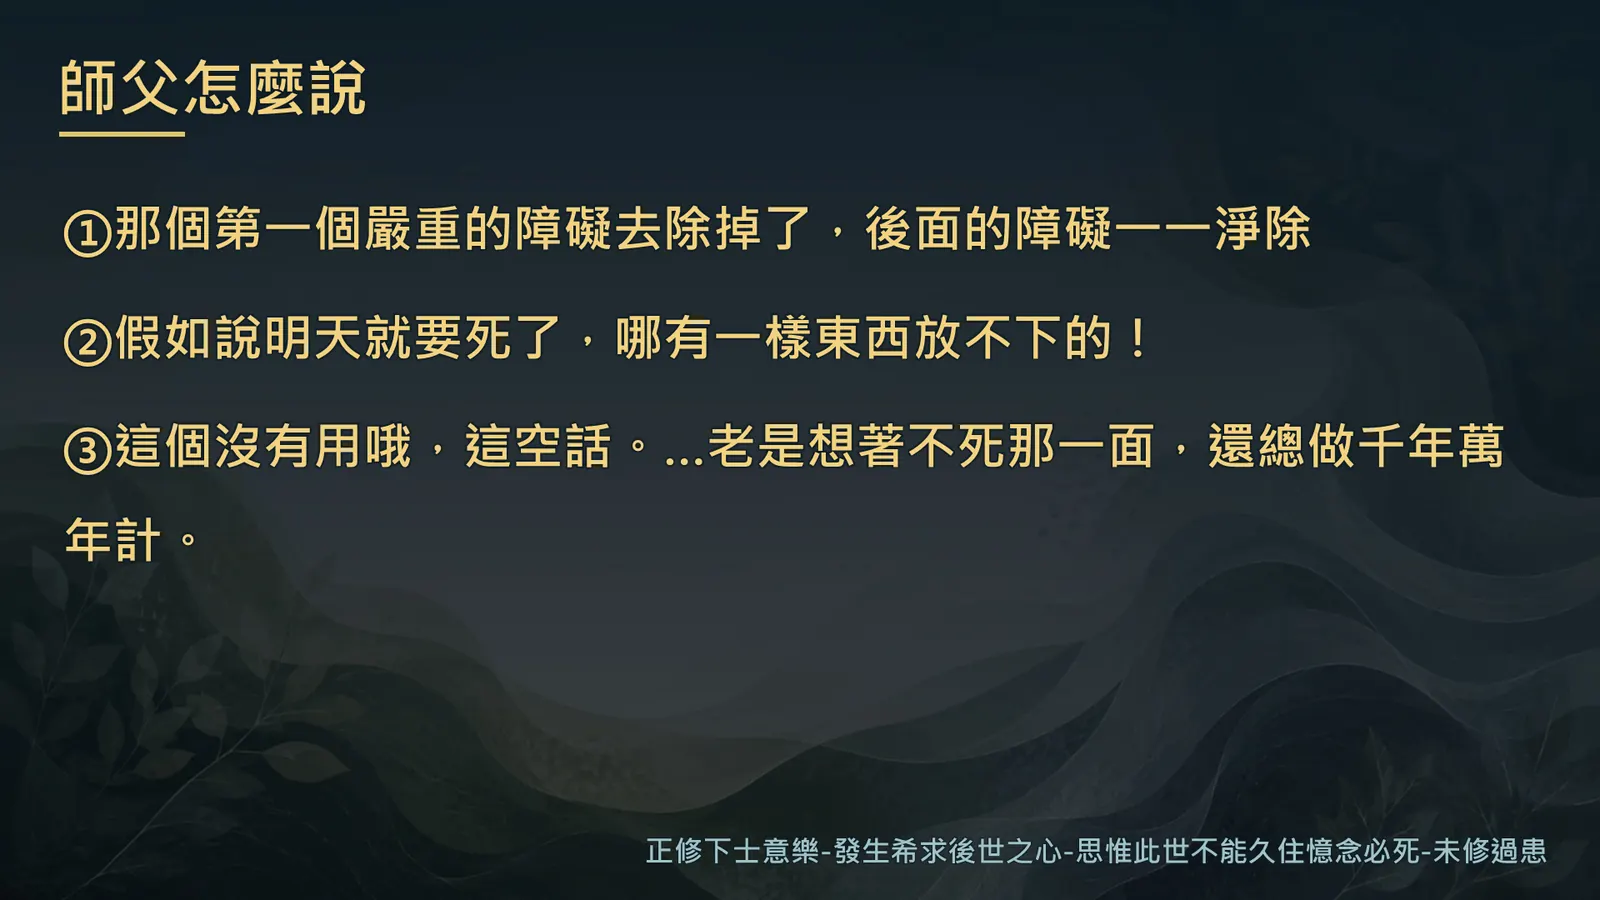 師父怎麼說
①那個第一個嚴重的障礙去除掉了，後面的障礙一一淨除
②假如說明天就要死了，哪有一樣東西放不下的！
③這個沒有用哦，這空話。...老是想著不死那一面，還總做千年萬
年計。
正修下士意樂-發生希求後世之心-思惟此世不能久住憶念必死-未修過患